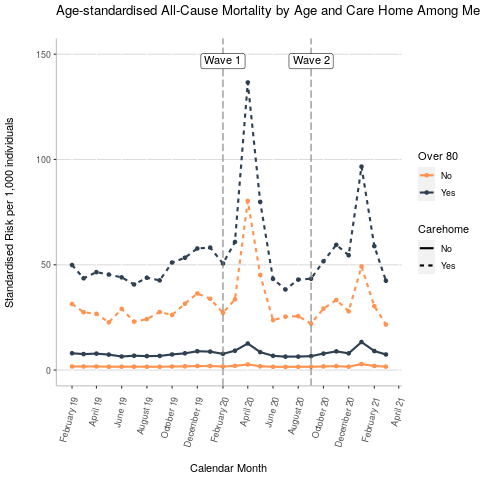 Age-standardised All-Cause Mortality by Age and Care Home Among Me
Standardised Risk per 1,000 individuals
150
100
50
0
Wave 1
Wave 2
February 19
April 19
June 19
August 19
October 19
December 19
February 20
April 20
June 20
August 20
October 20
December 20
February 21
April 21
Calendar Month
Over 80
No
Yes
Carehome
No
Yes